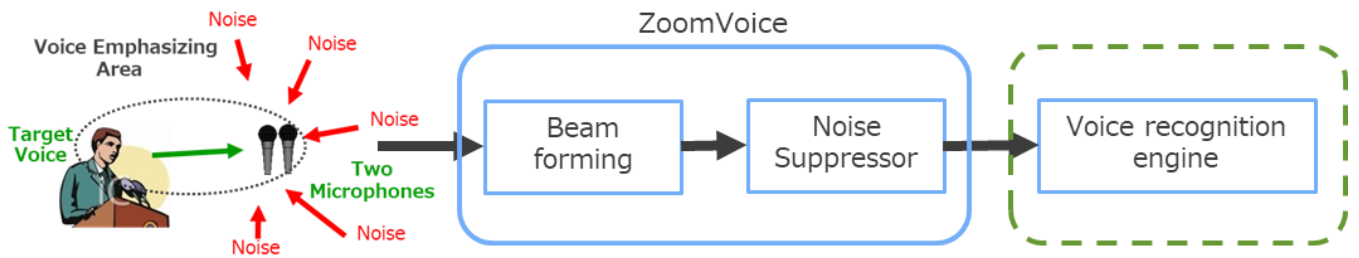 Noise
Noise
Voice Emphasizing
Area
Noise
Target
Voice
Two
Microphones
Noise
Noise
ZoomVoice
Beam
forming
Noise
Suppressor
Voice recognition
engine